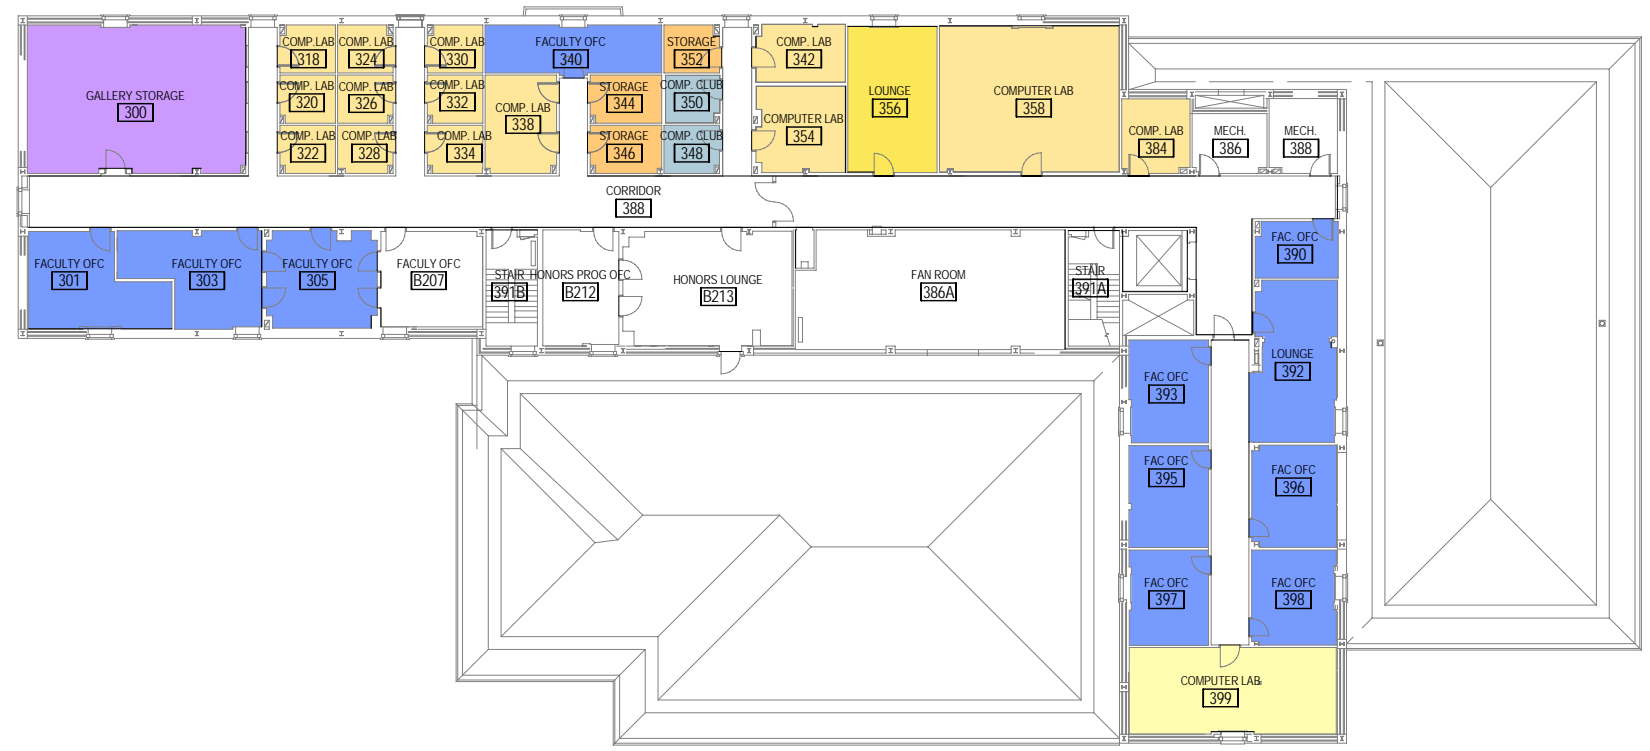 GALLERY STORAGE
300
COMP. LAB
318
COMP. LAB
324
COMP. LAB
320
COMP. LAB
326
COMP. LAB
322
COMP. LAB
328
COMP. LAB
330
COMP. LAB
332
COMP. LAB
334
COMP. LAB
338
FACULTY OFC
340
STORAGE
352
STORAGE
344
COMP. CLUB
350
STORAGE
346
COMP. CLUB
348
COMP. LAB
342
COMPUTER LAB
354
LOUNGE
356
COMPUTER LAB
358
COMP. LAB
384
MECH.
386
MECH.
388
CORRIDOR
388
FACULTY OFC
301
FACULTY OFC
303
FACULTY OFC
305
FACULY OFC
B207
STAIR
391B
HONORS PROG OFC
B212
HONORS LOUNGE
B213
FAN ROOM
386A
STAIR
391A
FAC. OFC
390
LOUNGE
392
FAC OFC
393
FAC OFC
395
FAC OFC
396
FAC OFC
397
FAC OFC
398
COMPUTER LAB
399